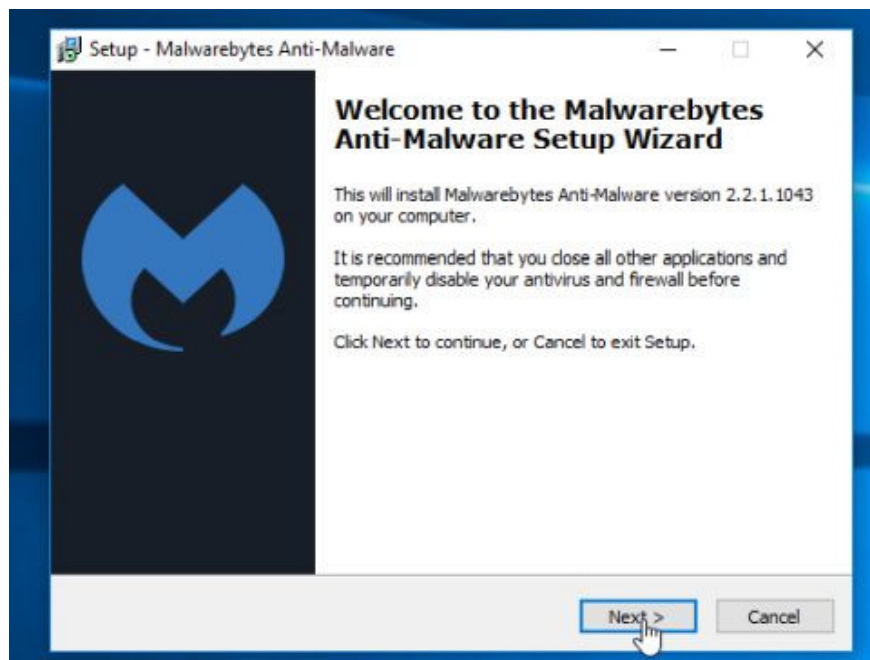 Setup - Malwarebytes Anti-Malware
Welcome to the Malwarebytes
Anti-Malware Setup Wizard
This will install Malwarebytes Anti-Malware version 2.2.1.1043
on your computer.
It is recommended that you close all other applications and
temporarily disable your antivirus and firewall before
continuing.
Click Next to continue, or Cancel to exit Setup.
Next >
Cancel